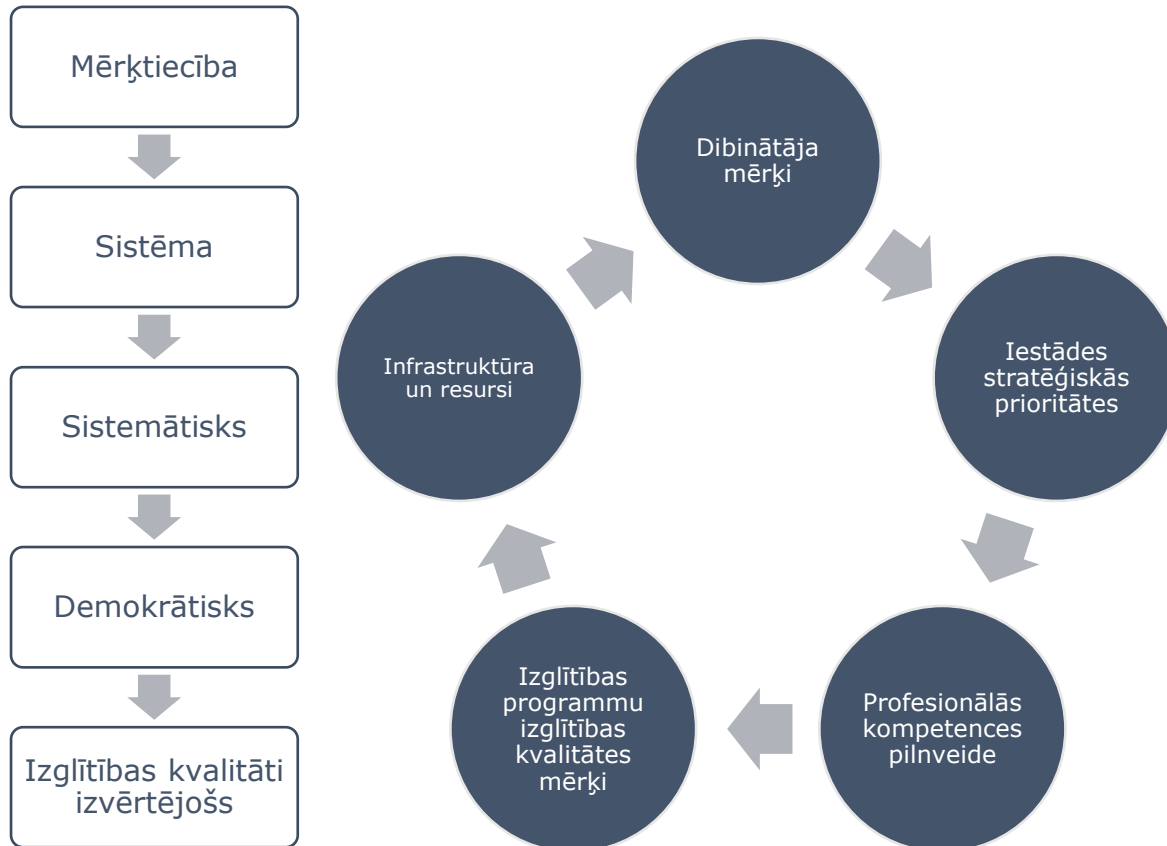 Mērķtiecība
Sistēma
Sistemātisks
Demokrātisks
Izglītības kvalitāti
izvērtējošs
Dibinātāja
mērķi
Iestādes
stratēģiskās
prioritātes
Profesionālās
kompetences
pilnveide
Izglītības
programmu
izglītības
kvalitātes
mērķi
Infrastruktūra
un resursi